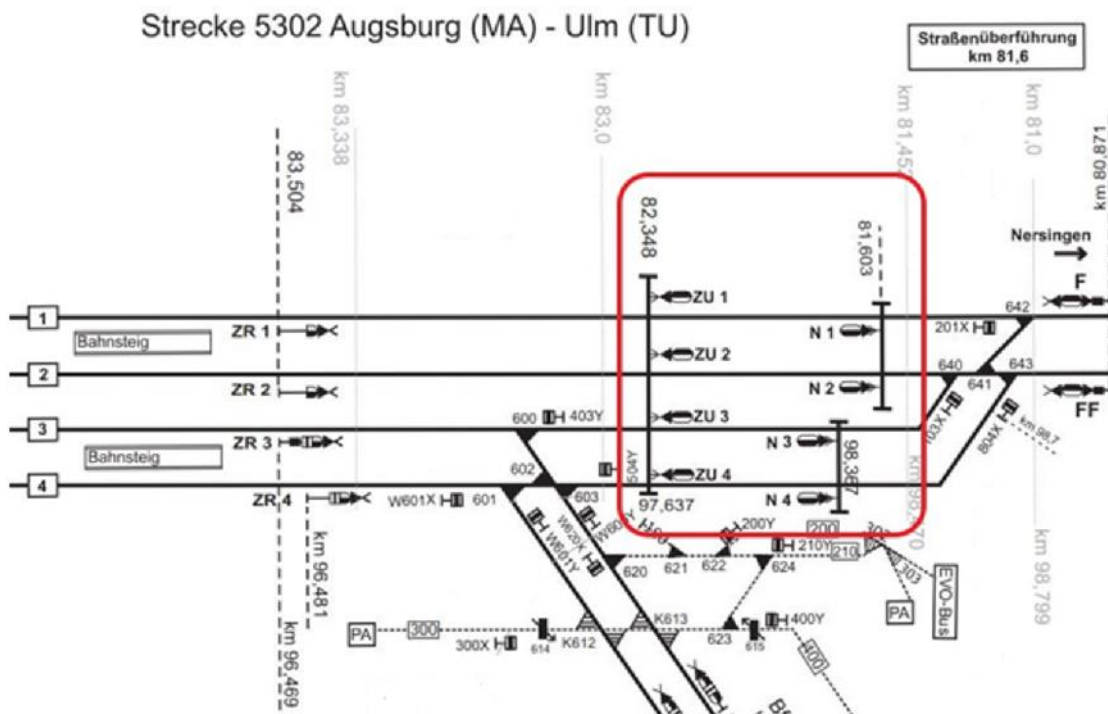 Strecke 5302 Augsburg (MA) - Ulm (TU)
Straßenüberführung
km 81,6
km 83,338
km 83,0
km 81,0
km 80,871
83,504
82,348
81,603
Nersingen
F
ZU 1
642
1
ZR 1
N 1
201X
Bahnsteig
ZU 2
640
643
2
641
ZR 2
N 2
FF
600
403Y
ZU 3
804X
km 98,7
3
ZR 3
N 3
98,367
Bahnsteig
602
ZU 4
4
ZR 4
W601X
601
603
N 4
97,637
200Y
200
km 96,481
W620X
W601Y
210Y
210
620
621
622
624
303
km 98,799
EVO-Bus
PA
K613
400Y
PA
300
623
300X
614
K612
615
400
km 96,469